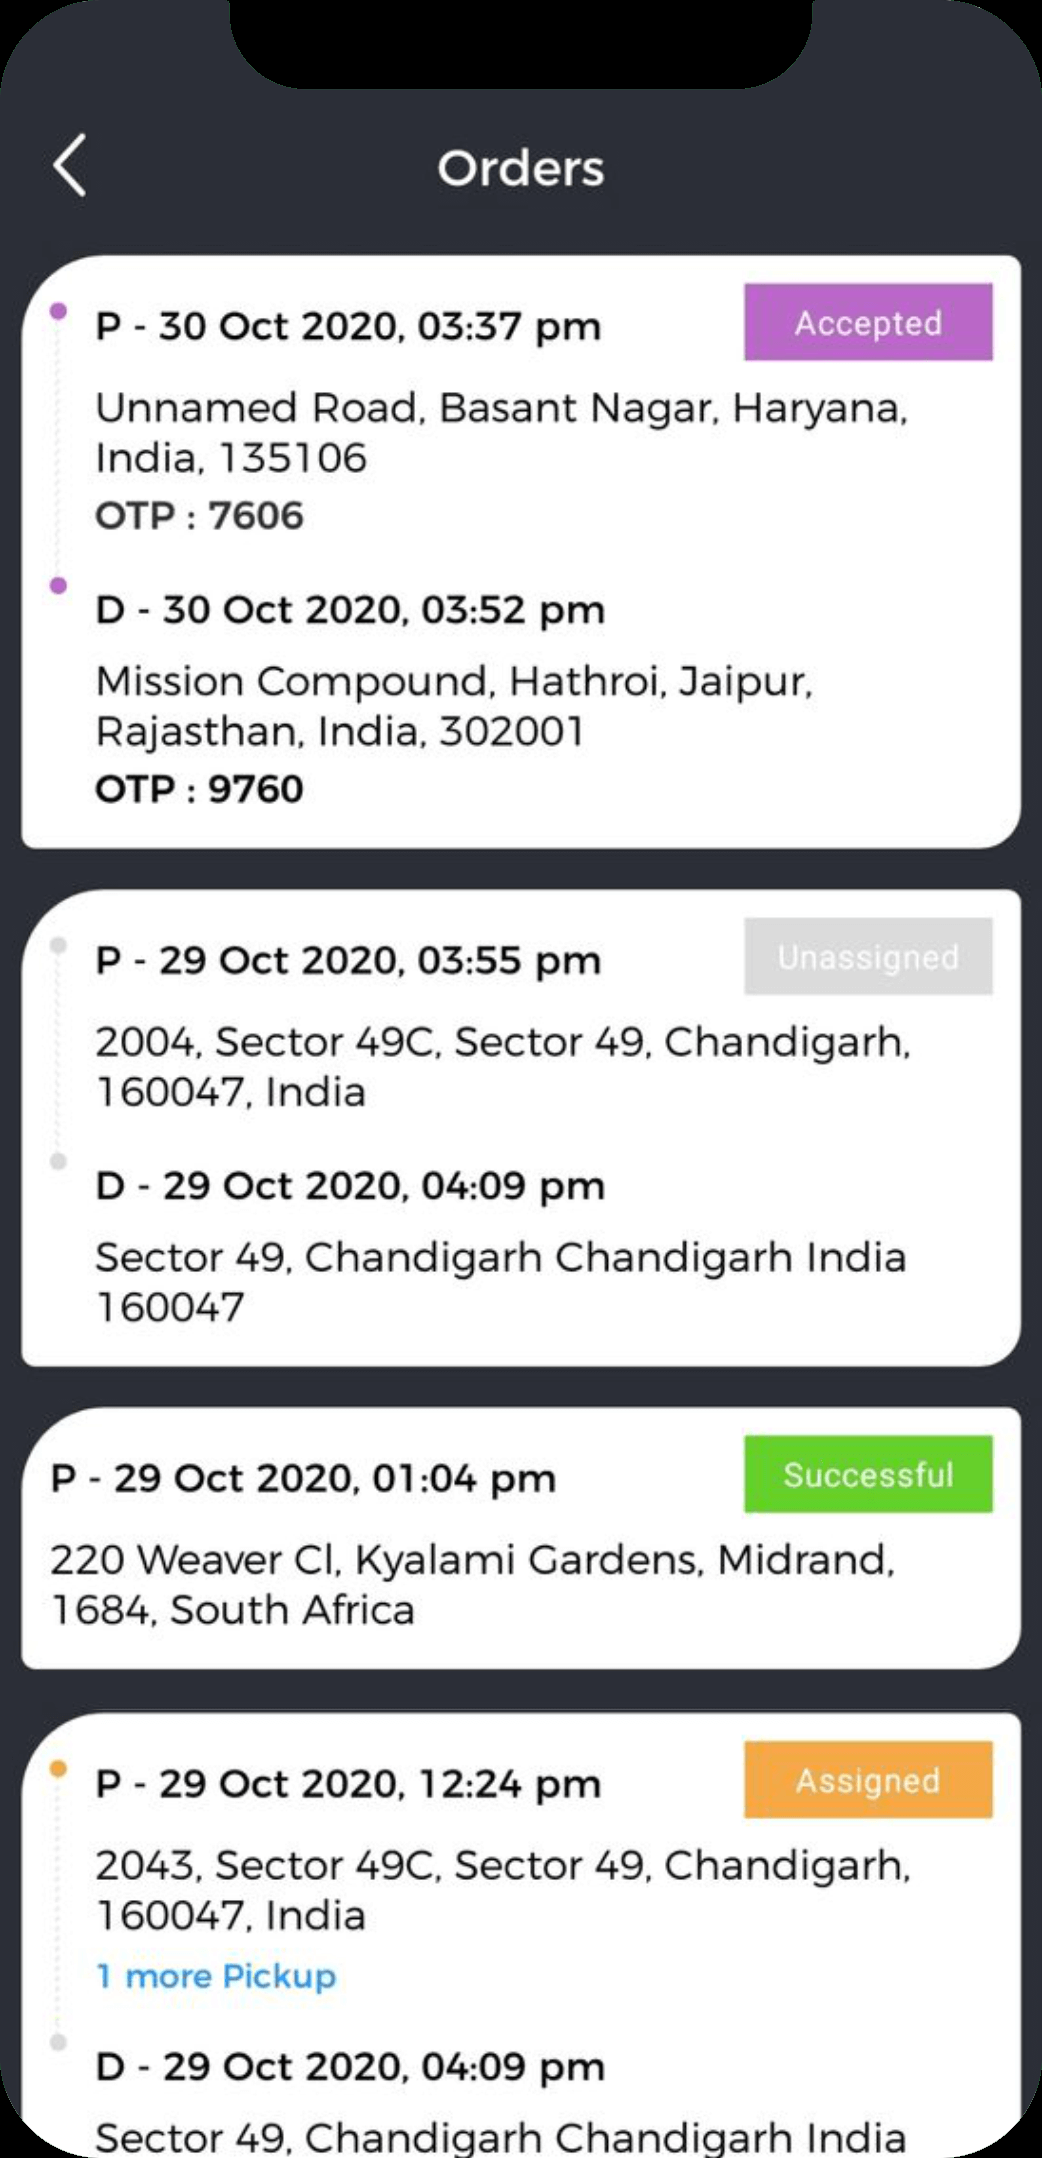 Orders
P - 30 Oct 2020, 03:37 pm
Accepted
Unnamed Road, Basant Nagar, Haryana,
India, 135106
OTP : 7606
D - 30 Oct 2020, 03:52 pm
Mission Compound, Hathroi, Jaipur,
Rajasthan, India, 302001
OTP : 9760
P - 29 Oct 2020, 03:55 pm
Unassigned
2004, Sector 49C, Sector 49, Chandigarh,
160047, India
D - 29 Oct 2020, 04:09 pm
Sector 49, Chandigarh Chandigarh India
160047
P - 29 Oct 2020, 01:04 pm
Successful
220 Weaver Cl, Kyalami Gardens, Midrand,
1684, South Africa
P - 29 Oct 2020, 12:24 pm
Assigned
2043, Sector 49C, Sector 49, Chandigarh,
160047, India
1 more Pickup
D - 29 Oct 2020, 04:09 pm
Sector 49, Chandigarh Chandigarh India